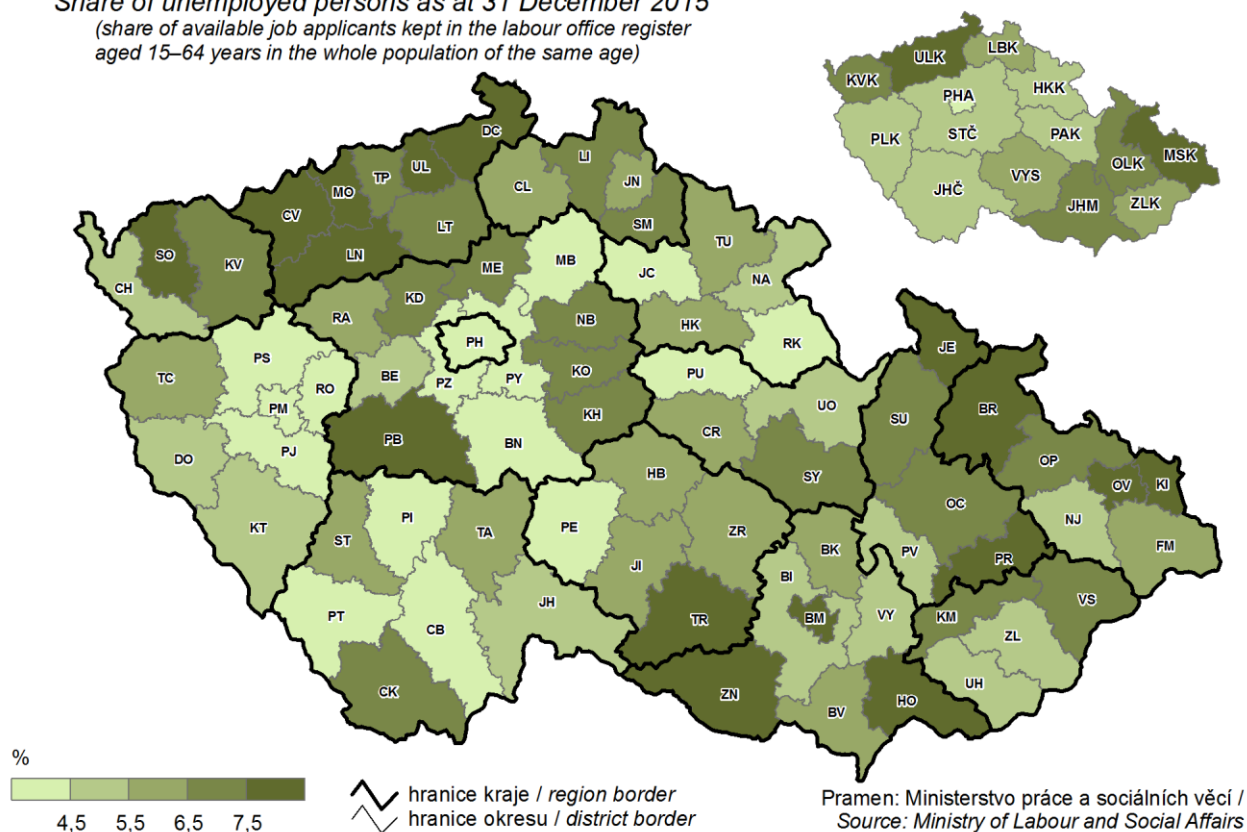 Share of unemployed persons as at 31 December 2015
(share of available job applicants kept in the labour office register
aged 15–64 years in the whole population of the same age)
ULK
LBK
KVK
HKK
PHA
STČ
PLK
PAK
MSK
OLK
VYS
JHČ
ZLK
JHM
DC
UL
LI
TP
MO
CL
JN
CV
LT
SM
TU
LN
SO
KV
ME
MB
JC
NA
CH
KD
RA
NB
HK
PH
RK
JE
PS
TC
BE
RO
PZ
PY
KO
PU
PM
UO
BR
KH
SU
CR
PB
BN
PJ
DO
OP
HB
SY
OV
KI
OC
PI
NJ
KT
TA
PE
ST
ZR
FM
BK
PV
PR
JI
BI
VS
JH
PT
TR
BM
VY
KM
CB
ZL
UH
CK
ZN
HO
BV
%
4,5 5,5 6,5 7,5
hranice kraje / region border
hranice okresu / district border
Pramen: Ministerstvo práce a sociálních věcí /
Source: Ministry of Labour and Social Affairs